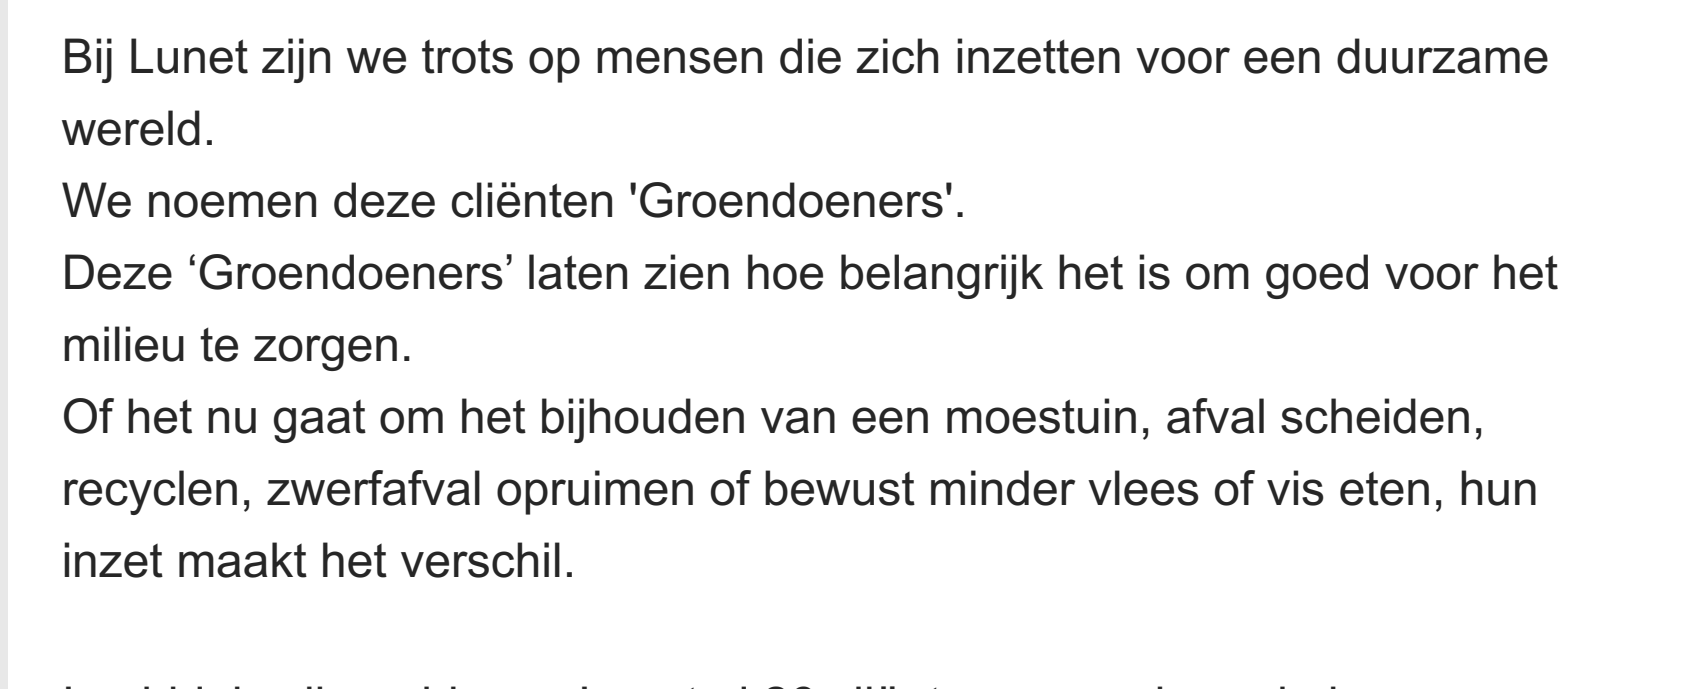 Bij Lunet zijn we trots op mensen die zich inzetten voor een duurzame
wereld.
We noemen deze cliënten 'Groendoeners'.
Deze ‘Groendoeners’ laten zien hoe belangrijk het is om goed voor het
milieu te zorgen.
Of het nu gaat om het bijhouden van een moestuin, afval scheiden,
recyclen, zwerfafval opruimen of bewust minder vlees of vis eten, hun
inzet maakt het verschil.